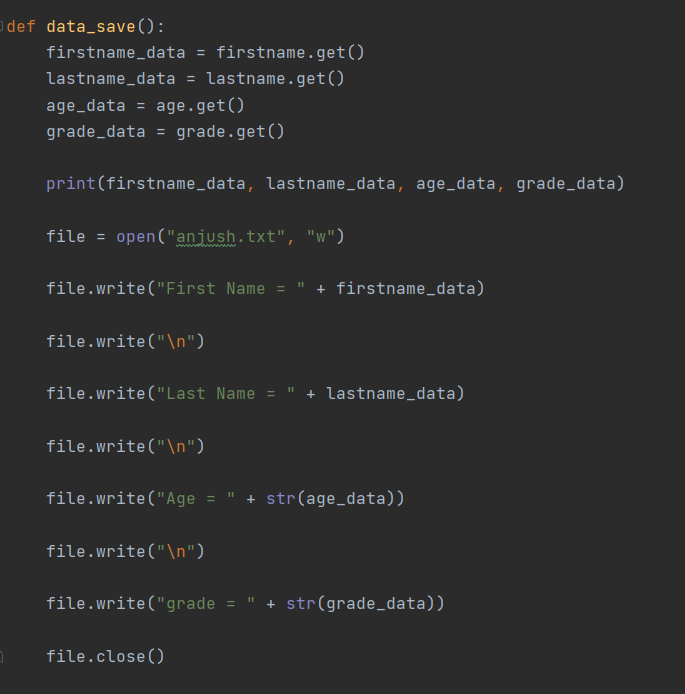 def data_save():
    firstname_data = firstname.get()
    lastname_data = lastname.get()
    age_data = age.get()
    grade_data = grade.get()
    print(firstname_data, lastname_data, age_data, grade_data)
    file = open("anjush.txt", "w")
    file.write("First Name = " + firstname_data)
    file.write("\n")
    file.write("Last Name = " + lastname_data)
    file.write("\n")
    file.write("Age = " + str(age_data))
    file.write("\n")
    file.write("grade = " + str(grade_data))
    file.close()